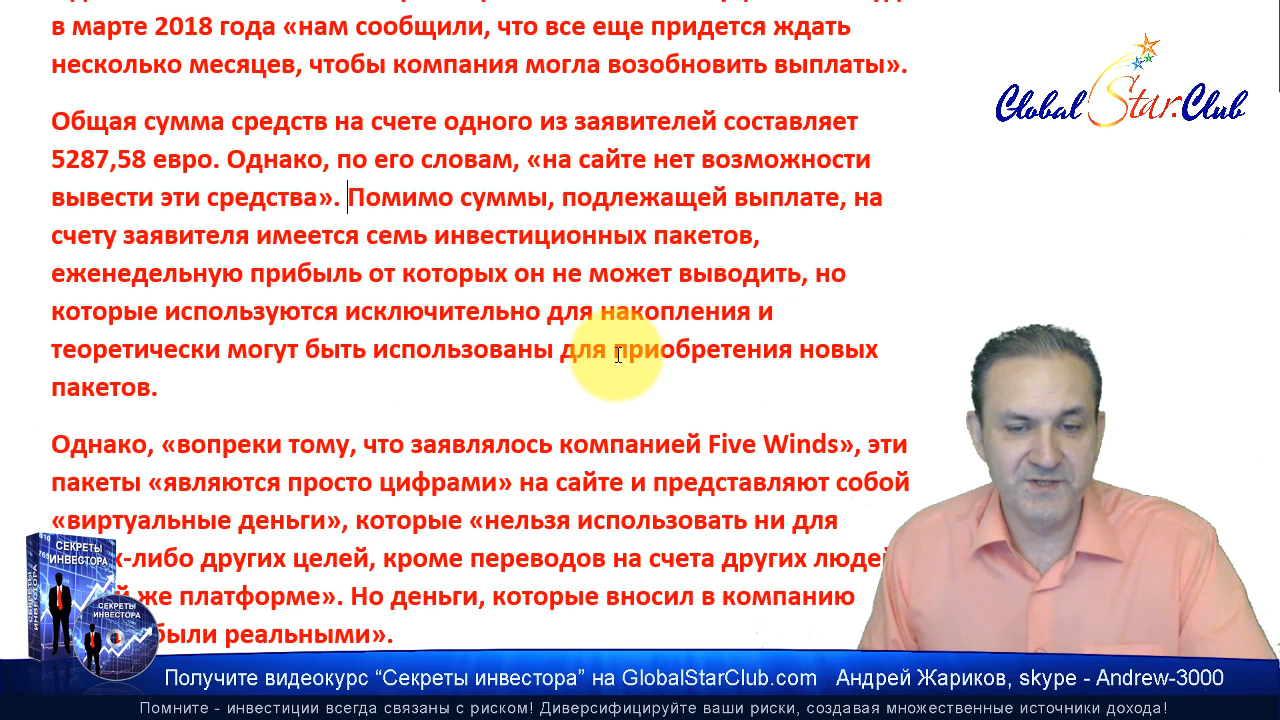 в марте 2018 года «нам сообщили, что все еще придется ждать
несколько месяцев, чтобы компания могла возобновить выплаты».
Общая сумма средств на счете одного из заявителей составляет
5287,58 евро. Однако, по его словам, «на сайте нет возможности
вывести эти средства». Помимо суммы, подлежащей выплате, на
счету заявителя имеется семь инвестиционных пакетов,
еженедельную прибыль от которых он не может выводить, но
которые используются исключительно для накопления и
теоретически могут быть использованы для приобретения новых
пакетов.
Однако, «вопреки тому, что заявлялось компанией Five Winds», эти
пакеты «являются просто цифрами» на сайте и представляют собой
«виртуальные деньги», которые «нельзя использовать ни для
х-либо других целей, кроме переводов на счета других людей
же платформе». Но деньги, которые вносил в компанию
были реальными».
Global Star.Club
СЕКРЕТЫ
ИНВЕСТОРА
СЕКРЕТЫ
ИНВЕСТОРА
Получите видеокурс “Секреты инвестора” на GlobalStarClub.com Андрей Жариков, skype - Andrew-3000
Помните - инвестиции всегда связаны с риском! Диверсифицируйте ваши риски, создавая множественные источники дохода!